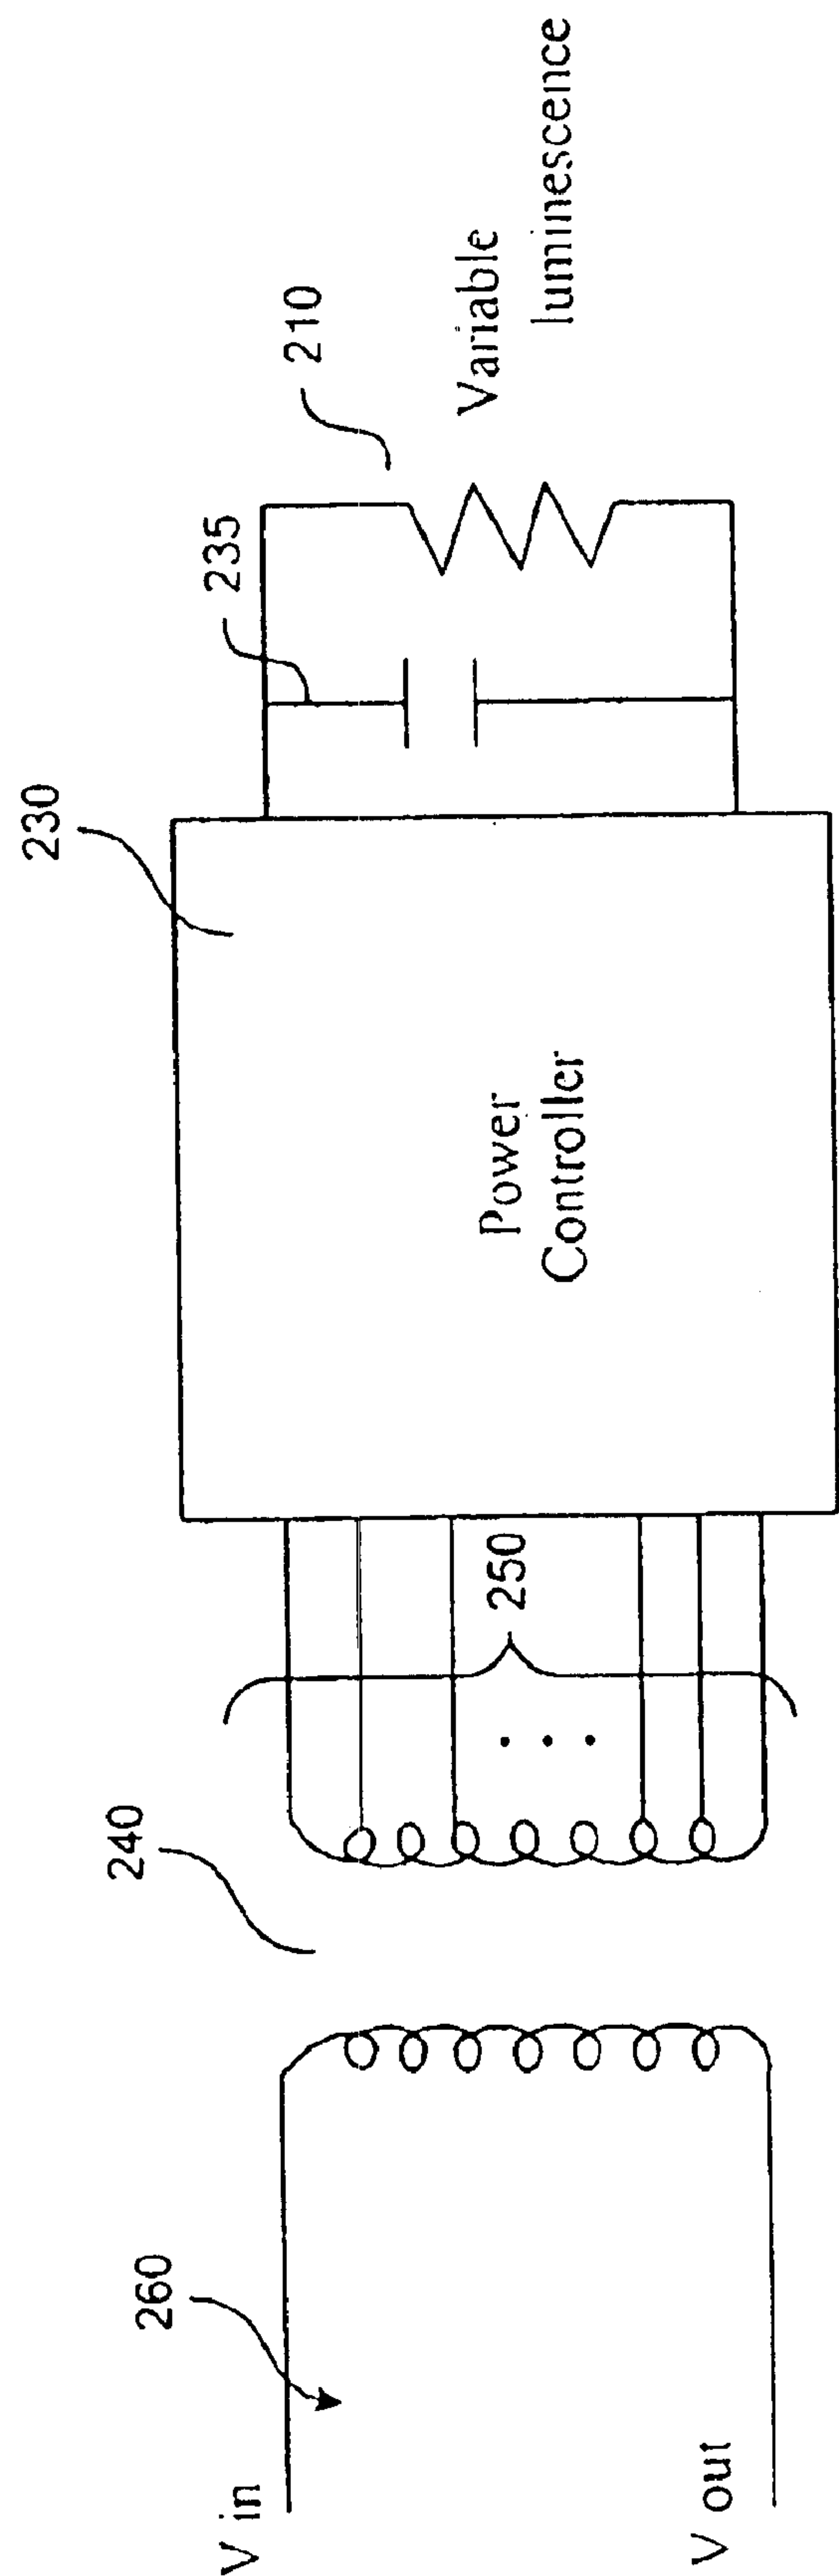 V in
V out
260
240
250
230
Power
Controller
235
210
Variable
luminescence